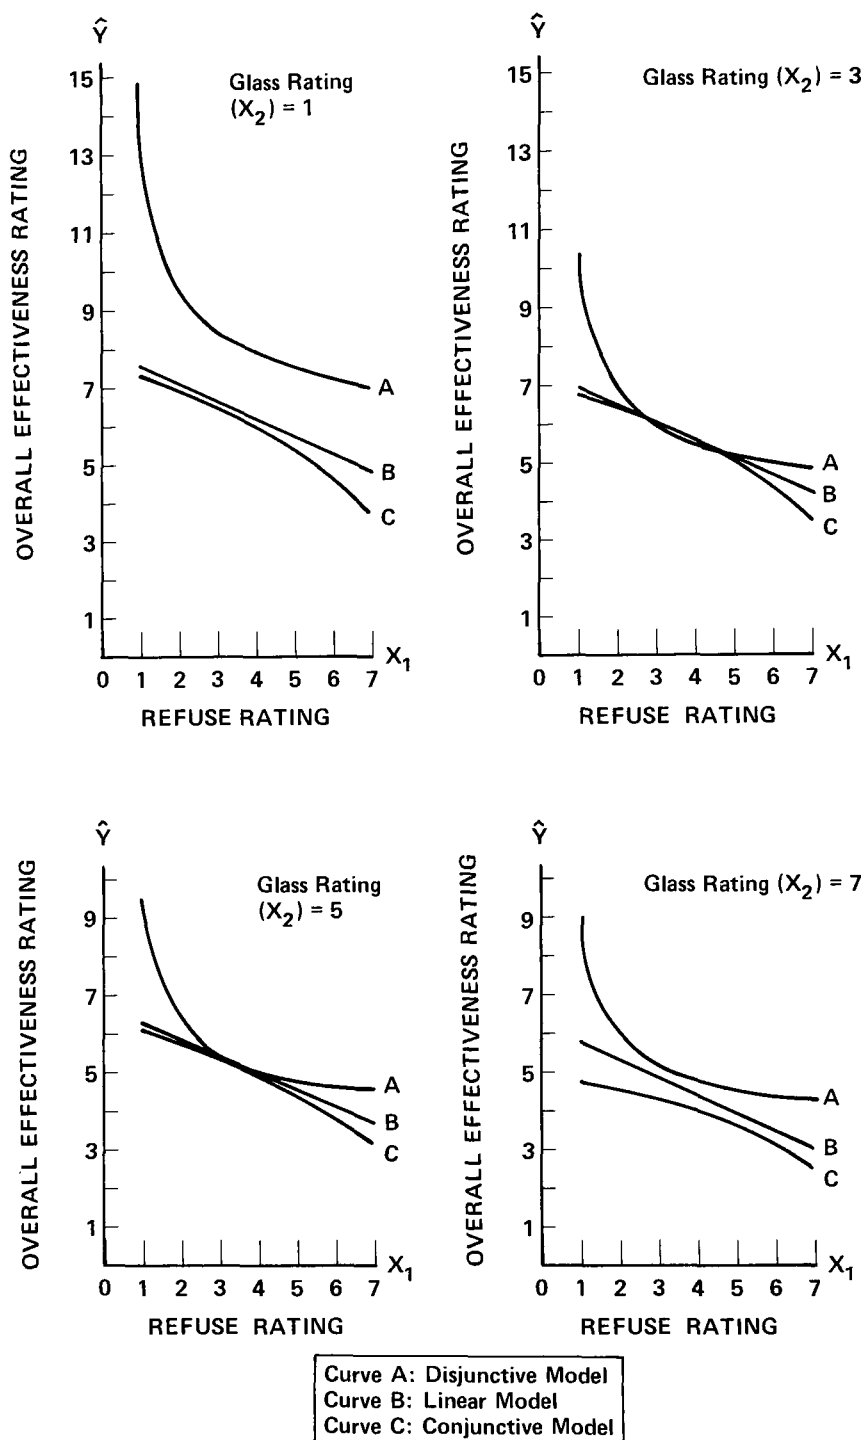 Ŷ
15
13
11
9
7
5
3
1
OVERALL EFFECTIVENESS RATING
Glass Rating
(X₂) = 1
A
B
C
0 1 2 3 4 5 6 7
X₁
REFUSE RATING
Ŷ
15
13
11
9
7
5
3
1
OVERALL EFFECTIVENESS RATING
Glass Rating (X₂) = 3
A
B
C
0 1 2 3 4 5 6 7
X₁
REFUSE RATING
Ŷ
9
7
5
3
1
OVERALL EFFECTIVENESS RATING
Glass Rating
(X₂) = 5
A
B
C
0 1 2 3 4 5 6 7
X₁
REFUSE RATING
Ŷ
9
7
5
3
1
OVERALL EFFECTIVENESS RATING
Glass Rating (X₂) = 7
A
B
C
0 1 2 3 4 5 6 7
X₁
REFUSE RATING
Curve A: Disjunctive Model
Curve B: Linear Model
Curve C: Conjunctive Model